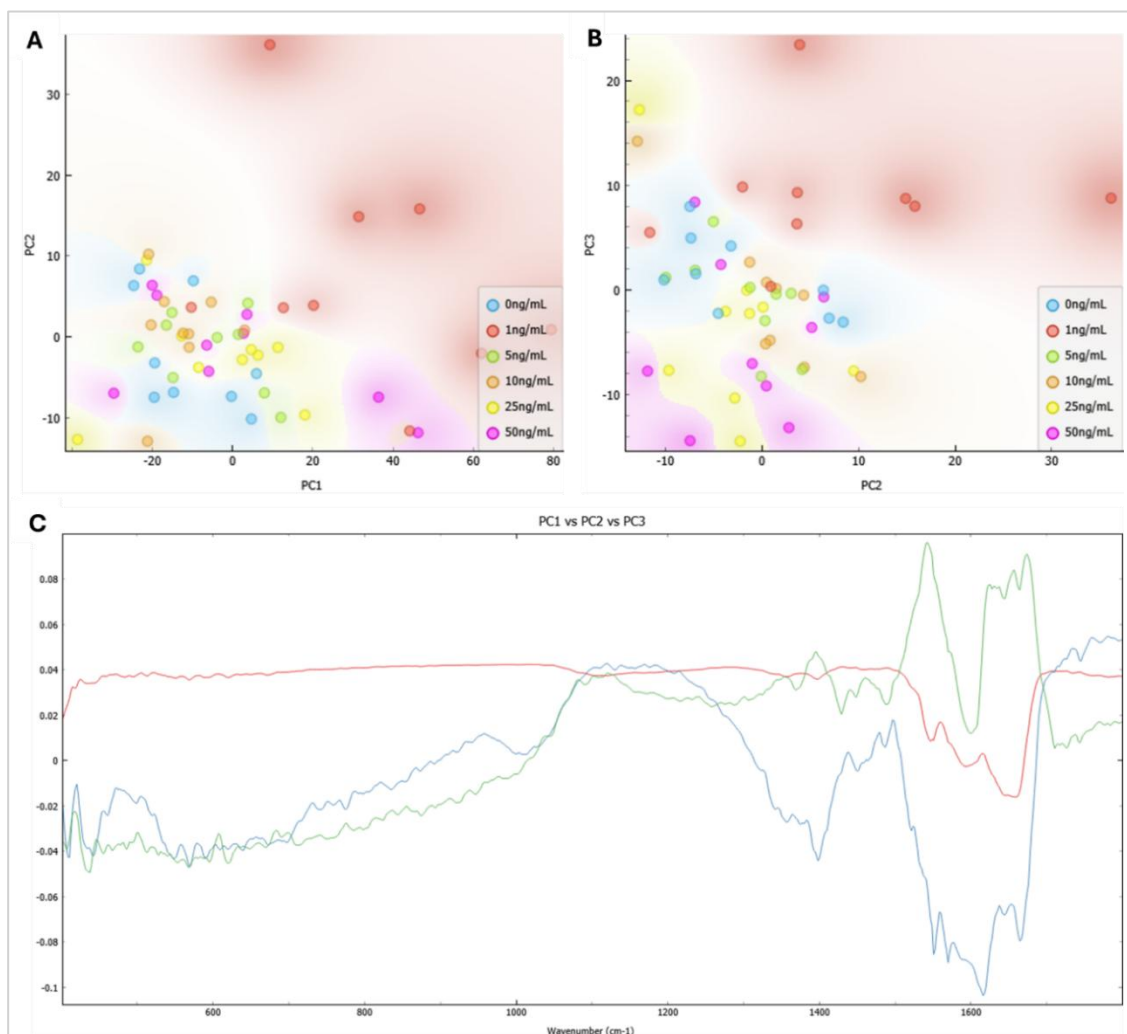 A
B
30
20
10
0
-10
PC2
-20
0
20
40
60
80
PC1
0ng/mL
1ng/mL
5ng/mL
10ng/mL
25ng/mL
50ng/mL
20
10
0
-10
PC3
-10
0
10
20
30
PC2
0ng/mL
1ng/mL
5ng/mL
10ng/mL
25ng/mL
50ng/mL
C
PC1 vs PC2 vs PC3
0.08
0.06
0.04
0.02
0
-0.02
-0.04
-0.06
-0.08
-0.1
600
800
1000
1200
1400
1600
Wavenumber (cm-1)